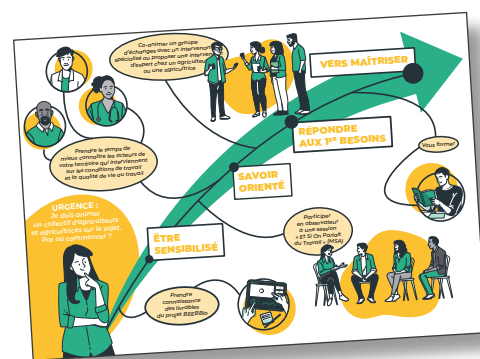 Co-animer un groupe
d'échanges avec un intervenant
spécialisé ou proposer une intervention
d'expert chez un agriculteur
ou une agricultrice
VERS MAÎTRISER
RÉPONDRE
AUX 1ERS BESOINS
Vous former
Prendre le temps de
mieux connaître les acteurs de
votre territoire qui interviennent
sur les conditions de travail
et la qualité de vie au travail
SAVOIR
ORIENTÉ
URGENCE !
Je dois animer
un collectif d'agriculteurs
et agricultrices sur le sujet.
Par où commencer ?
Participer
en observateur
à une session
« Et Si On Parlait
du Travail » (MSA)
ÊTRE
SENSIBILISÉ
Prendre
connaissance
des livrables
du projet BEEBBio